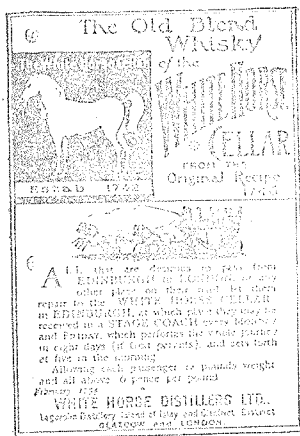 The Old Blend
Whisky
of the
WHITE HORSE
CELLAR
FROM THE
Original Recipe
Estab 1742
ALL that are desirous to pass from
EDINBURGH to LONDON, or any
other place on their road, let them
repair to the WHITE HORSE CELLAR
in EDINBURGH, at which place they may be
received in a STAGE COACH every Monday
and Friday, which performs the whole journey
in eight days (if God permits), and sets forth
at five in the morning.
Allowing each passenger pounds weight
and all above 6 pence per pound
February
WHITE HORSE DISTILLERS LTD.,
Lagavulin Distillery Island of Islay, and District
GLASGOW and LONDON